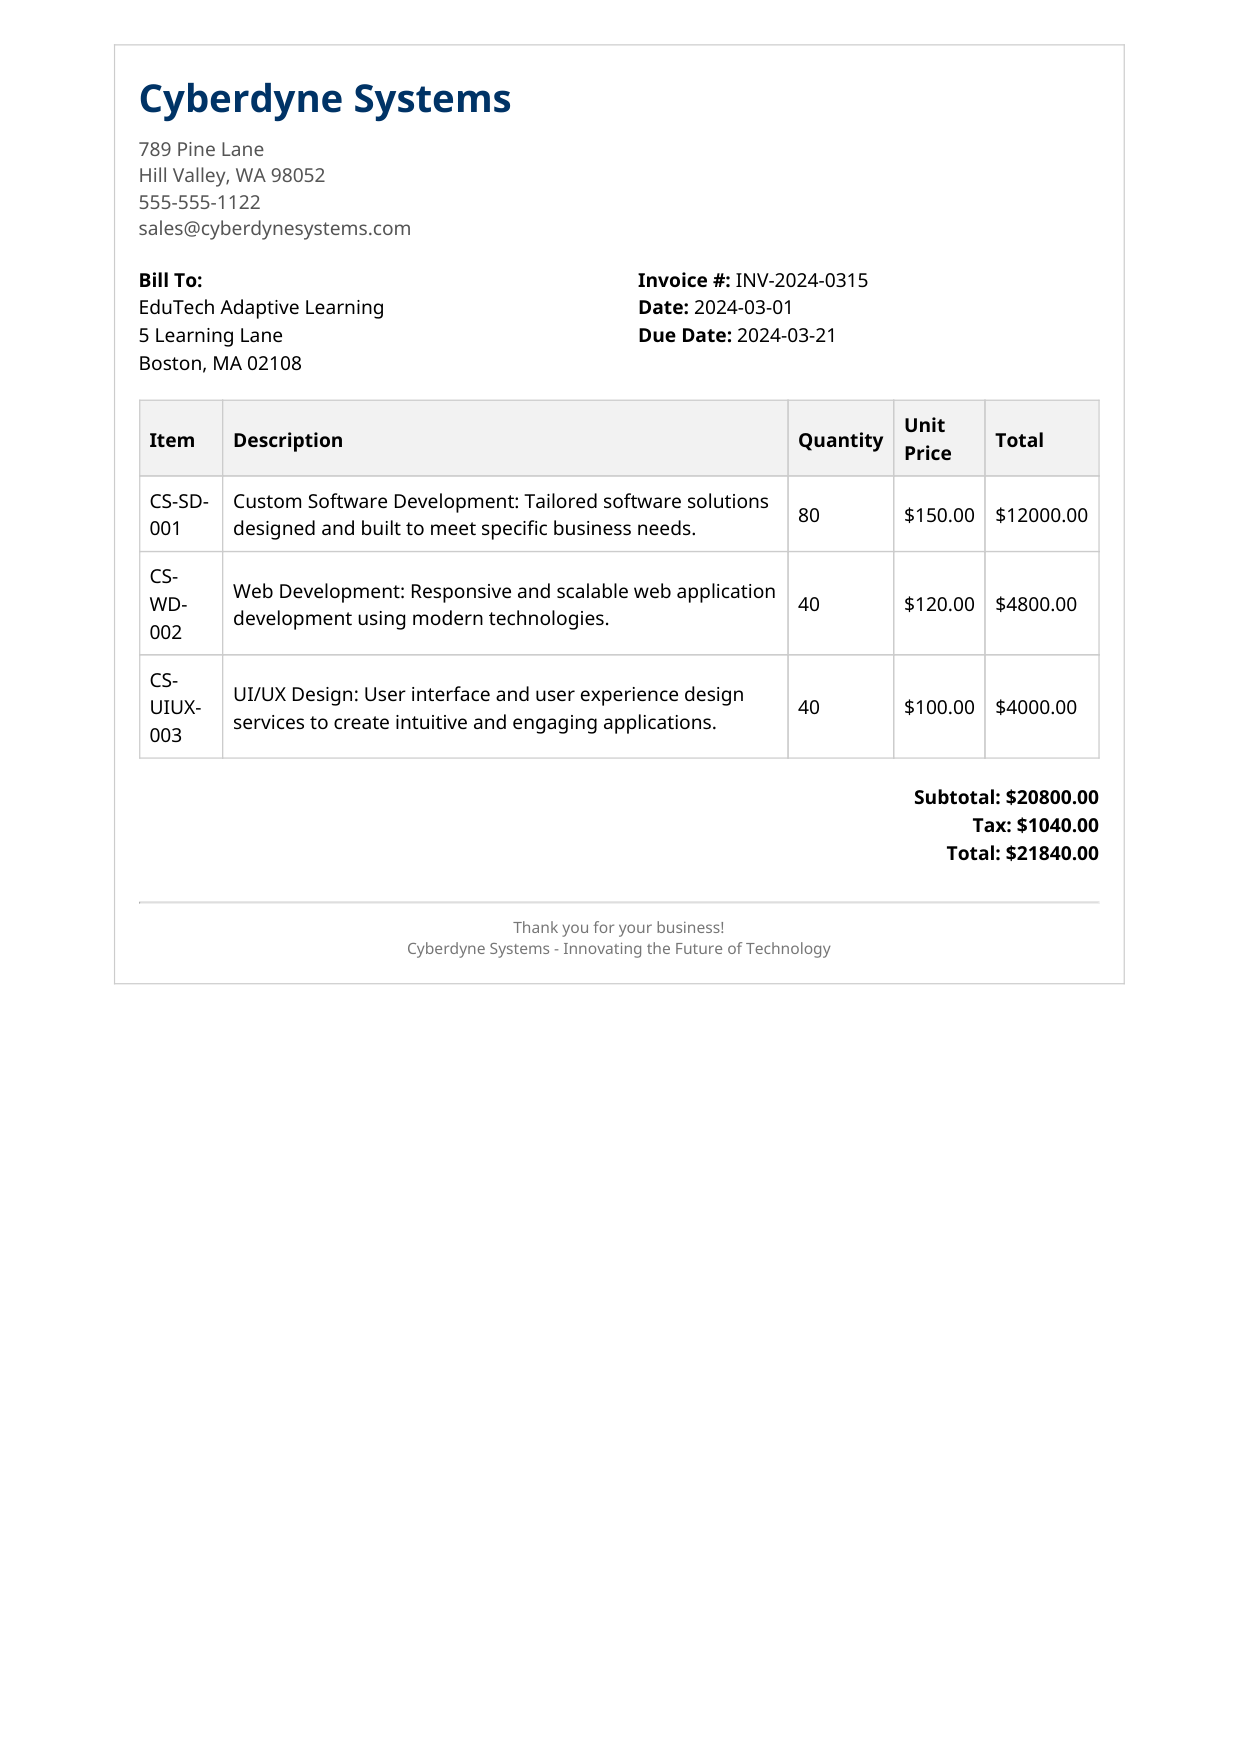 Cyberdyne Systems
789 Pine Lane
Hill Valley, WA 98052
555-555-1122
sales@cyberdynesystems.com
Bill To:
EduTech Adaptive Learning
5 Learning Lane
Boston, MA 02108
Invoice #: INV-2024-0315
Date: 2024-03-01
Due Date: 2024-03-21
Item Description Quantity Unit
Price Total
CS-SD-
001
Custom Software Development: Tailored software solutions
designed and built to meet specific business needs.
80 $150.00 $12000.00
CS-
WD-
002
Web Development: Responsive and scalable web application
development using modern technologies.
40 $120.00 $4800.00
CS-
UIUX-
003
UI/UX Design: User interface and user experience design
services to create intuitive and engaging applications.
40 $100.00 $4000.00
Subtotal: $20800.00
Tax: $1040.00
Total: $21840.00
Thank you for your business!
Cyberdyne Systems - Innovating the Future of Technology